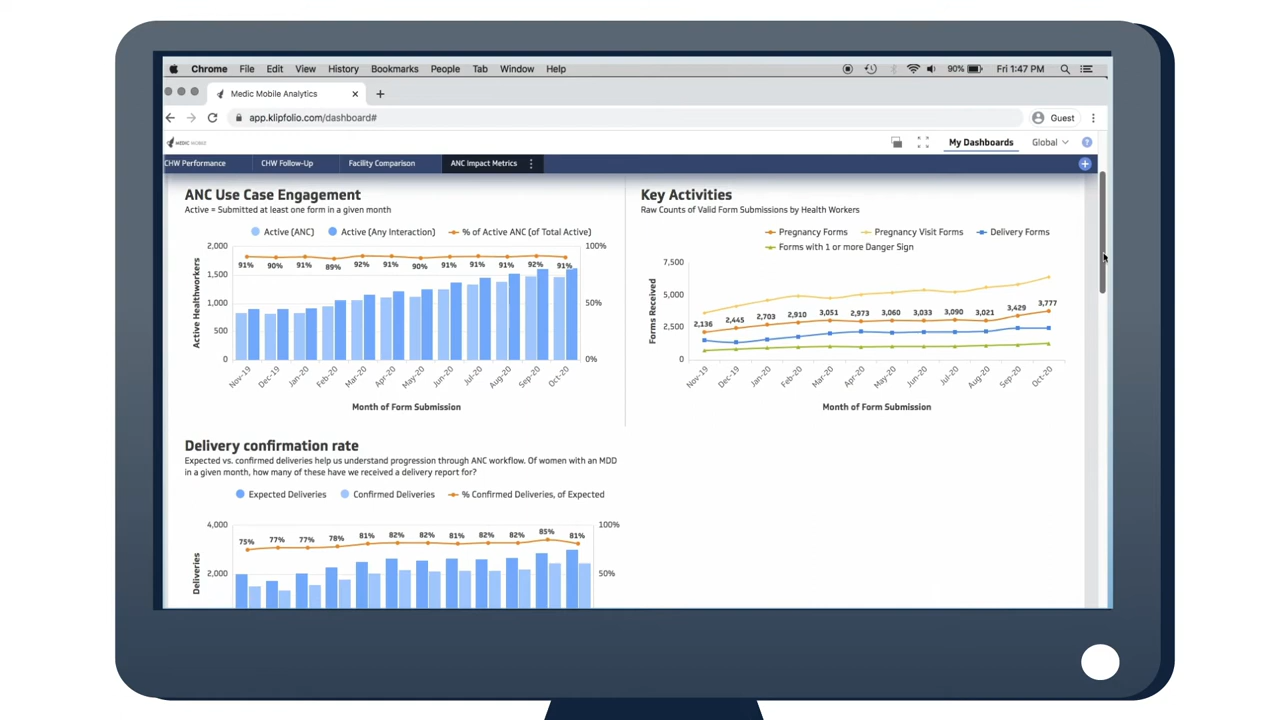 Chrome File Edit View History Bookmarks People Tab Window Help 90% Fri 1:47 PM
Medic Mobile Analytics
app.klipfolio.com/dashboard#
Guest
MEDIC MOBILE
My Dashboards Global ?
CHW Performance CHW Follow-Up Facility Comparison ANC Impact Metrics
ANC Use Case Engagement
Active = Submitted at least one form in a given month
Active (ANC) Active (Any Interaction) % of Active ANC (of Total Active)
2,000 100%
91% 90% 91% 89% 92% 91% 90% 91% 91% 91% 92% 91%
1,500
1,000 50%
500
0 0%
Active Healthworkers
Nov-19 Dec-19 Jan-20 Feb-20 Mar-20 Apr-20 May-20 Jun-20 Jul-20 Aug-20 Sep-20 Oct-20
Month of Form Submission
Key Activities
Raw Counts of Valid Form Submissions by Health Workers
Pregnancy Forms Pregnancy Visit Forms Delivery Forms
Forms with 1 or more Danger Sign
7,500
5,000
2,500
0
Forms Received
2,136 2,445 2,703 2,910 3,051 2,973 3,060 3,033 3,090 3,021 3,429 3,777
Nov-19 Dec-19 Jan-20 Feb-20 Mar-20 Apr-20 May-20 Jun-20 Jul-20 Aug-20 Sep-20 Oct-20
Month of Form Submission
Delivery confirmation rate
Expected vs. confirmed deliveries help us understand progression through ANC workflow. Of women with an MDD
in a given month, how many of these have we received a delivery report for?
Expected Deliveries Confirmed Deliveries % Confirmed Deliveries, of Expected
4,000 100%
75% 77% 77% 78% 81% 82% 82% 81% 82% 82% 85% 81%
2,000 50%
Deliveries